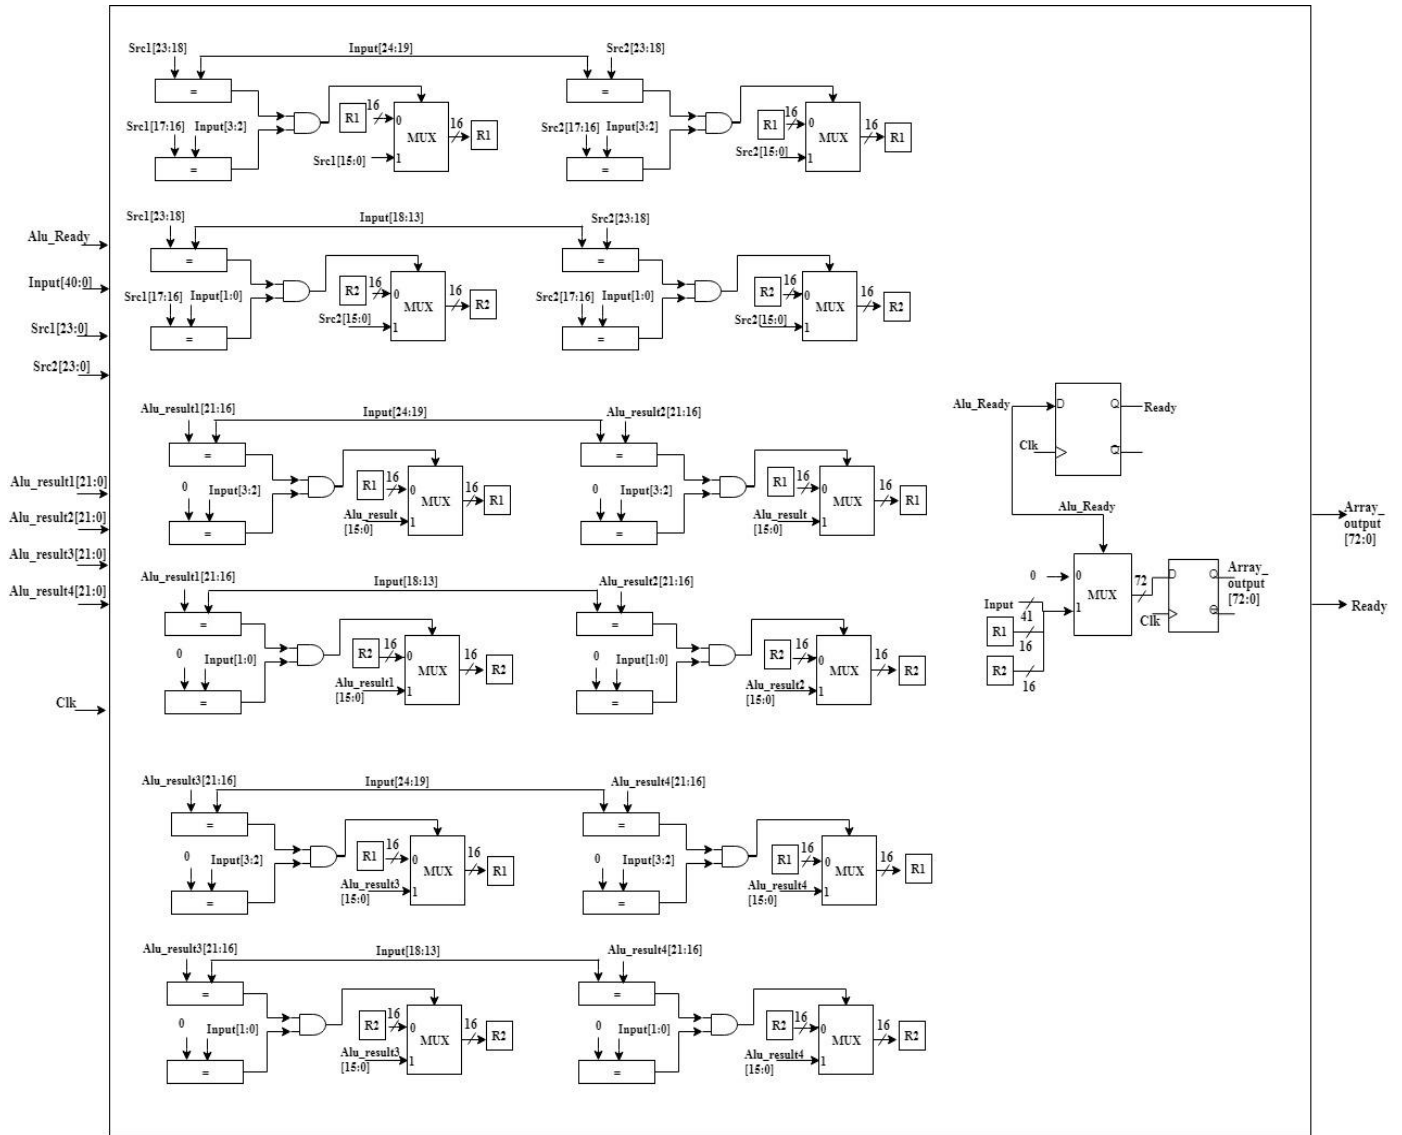 Src1[23:18]
Input[24:19]
Src2[23:18]
=
=
Src1[17:16]
Input[3:2]
R1
16
0
MUX
16
R1
Src1[15:0]
1
=
Src2[17:16]
Input[3:2]
R1
16
0
MUX
16
R1
Src2[15:0]
1
=
Src1[23:18]
Input[18:13]
Src2[23:18]
=
=
Src1[17:16]
Input[1:0]
R2
16
0
MUX
16
R2
Src2[15:0]
1
=
Src2[17:16]
Input[1:0]
R2
16
0
MUX
16
R2
Src2[15:0]
1
=
Alu_Ready
Input[40:0]
Src1[23:0]
Src2[23:0]
Alu_result1[21:0]
Alu_result2[21:0]
Alu_result3[21:0]
Alu_result4[21:0]
Clk
Alu_result1[21:16]
Input[24:19]
Alu_result2[21:16]
=
=
0
Input[3:2]
R1
16
0
MUX
16
R1
Alu_result
[15:0]
1
=
0
Input[3:2]
R1
16
0
MUX
16
R1
Alu_result
[15:0]
1
=
Alu_result1[21:16]
Input[18:13]
Alu_result2[21:16]
=
=
0
Input[1:0]
R2
16
0
MUX
16
R2
Alu_result1
[15:0]
1
=
0
Input[1:0]
R2
16
0
MUX
16
R2
Alu_result2
[15:0]
1
=
Alu_result3[21:16]
Input[24:19]
Alu_result4[21:16]
=
=
0
Input[3:2]
R1
16
0
MUX
16
R1
Alu_result3
[15:0]
1
=
0
Input[3:2]
R1
16
0
MUX
16
R1
Alu_result4
[15:0]
1
=
Alu_result3[21:16]
Input[18:13]
Alu_result4[21:16]
=
=
0
Input[1:0]
R2
16
0
MUX
16
R2
Alu_result3
[15:0]
1
=
0
Input[1:0]
R2
16
0
MUX
16
R2
Alu_result4
[15:0]
1
=
Alu_Ready
D
Q
Ready
Clk
Q
Alu_Ready
0
0
MUX
72
D
Q
Array_
output
[72:0]
Input
41
1
R1
16
R2
16
Clk
Q
Array_
output
[72:0]
Ready